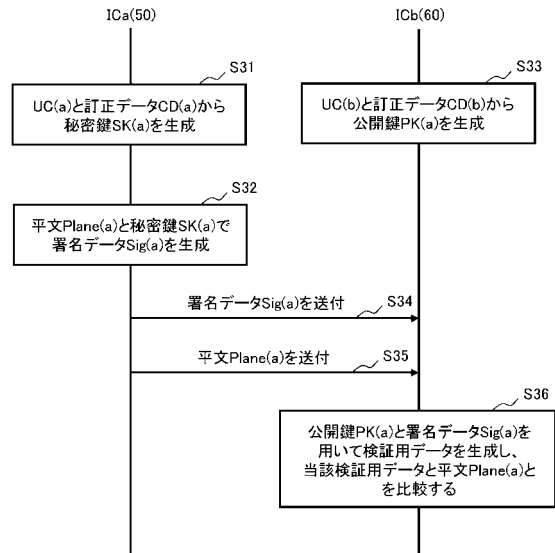 ICa(50)
ICb(60)
S31
UC(a)と訂正データCD(a)から
秘密鍵SK(a)を生成
S33
UC(b)と訂正データCD(b)から
公開鍵PK(a)を生成
S32
平文Plane(a)と秘密鍵SK(a)で
署名データSig(a)を生成
署名データSig(a)を送付
S34
平文Plane(a)を送付
S35
S36
公開鍵PK(a)と署名データSig(a)を
用いて検証用データを生成し、
当該検証用データと平文Plane(a)と
を比較する